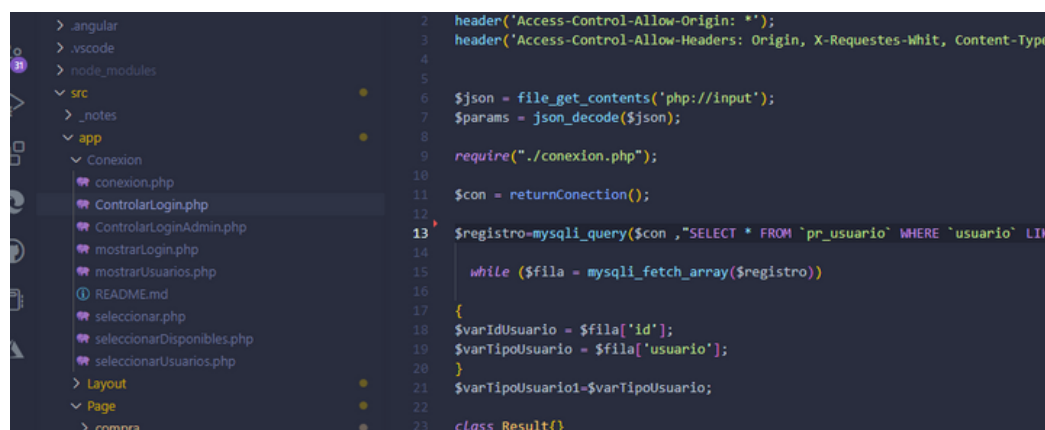 31
> .angular
> .vscode
> node_modules
src
> _notes
app
Conexion
conexion.php
ControlarLogin.php
ControlarLoginAdmin.php
mostrarLogin.php
mostrarUsuarios.php
README.md
seleccionar.php
seleccionarDisponibles.php
seleccionarUsuarios.php
> Layout
Page
> compra
2 header('Access-Control-Allow-Origin: *');
3 header('Access-Control-Allow-Headers: Origin, X-Requestes-Whit, Content-Type
4
5
6 $json = file_get_contents('php://input');
7 $params = json_decode($json);
8
9 require("./conexion.php");
10
11 $con = returnConection();
12
13 $registro=mysqli_query($con ,"SELECT * FROM `pr_usuario` WHERE `usuario` LIK
14
15 while ($fila = mysqli_fetch_array($registro))
16
17 {
18 $varIdUsuario = $fila['id'];
19 $varTipoUsuario = $fila['usuario'];
20 }
21 $varTipoUsuario1=$varTipoUsuario;
22
23 class Result{}